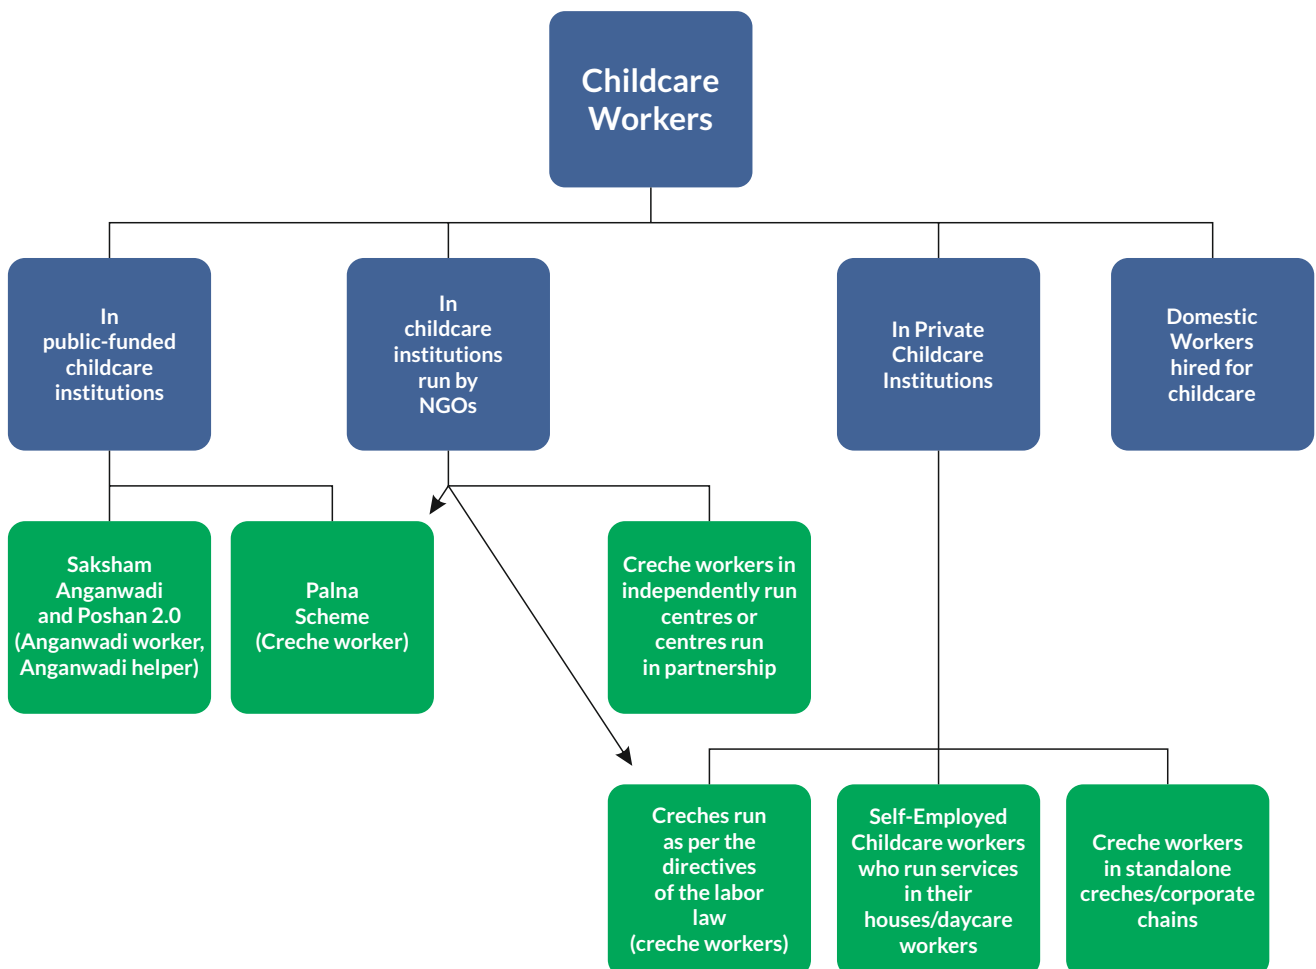 Childcare
Workers
In
public-funded
childcare
institutions
In
childcare
institutions
run by
NGOs
In Private
Childcare
Institutions
Domestic
Workers
hired for
childcare
Saksham
Anganwadi
and Poshan 2.0
(Anganwadi worker,
Anganwadi helper)
Palna
Scheme
(Creche worker)
Creche workers in
independently run
centres or
centres run
in partnership
Creches run
as per the
directives
of the labor
law
(creche workers)
Self-Employed
Childcare workers
who run services
in their
houses/daycare
workers
Creche workers
in standalone
creches/corporate
chains